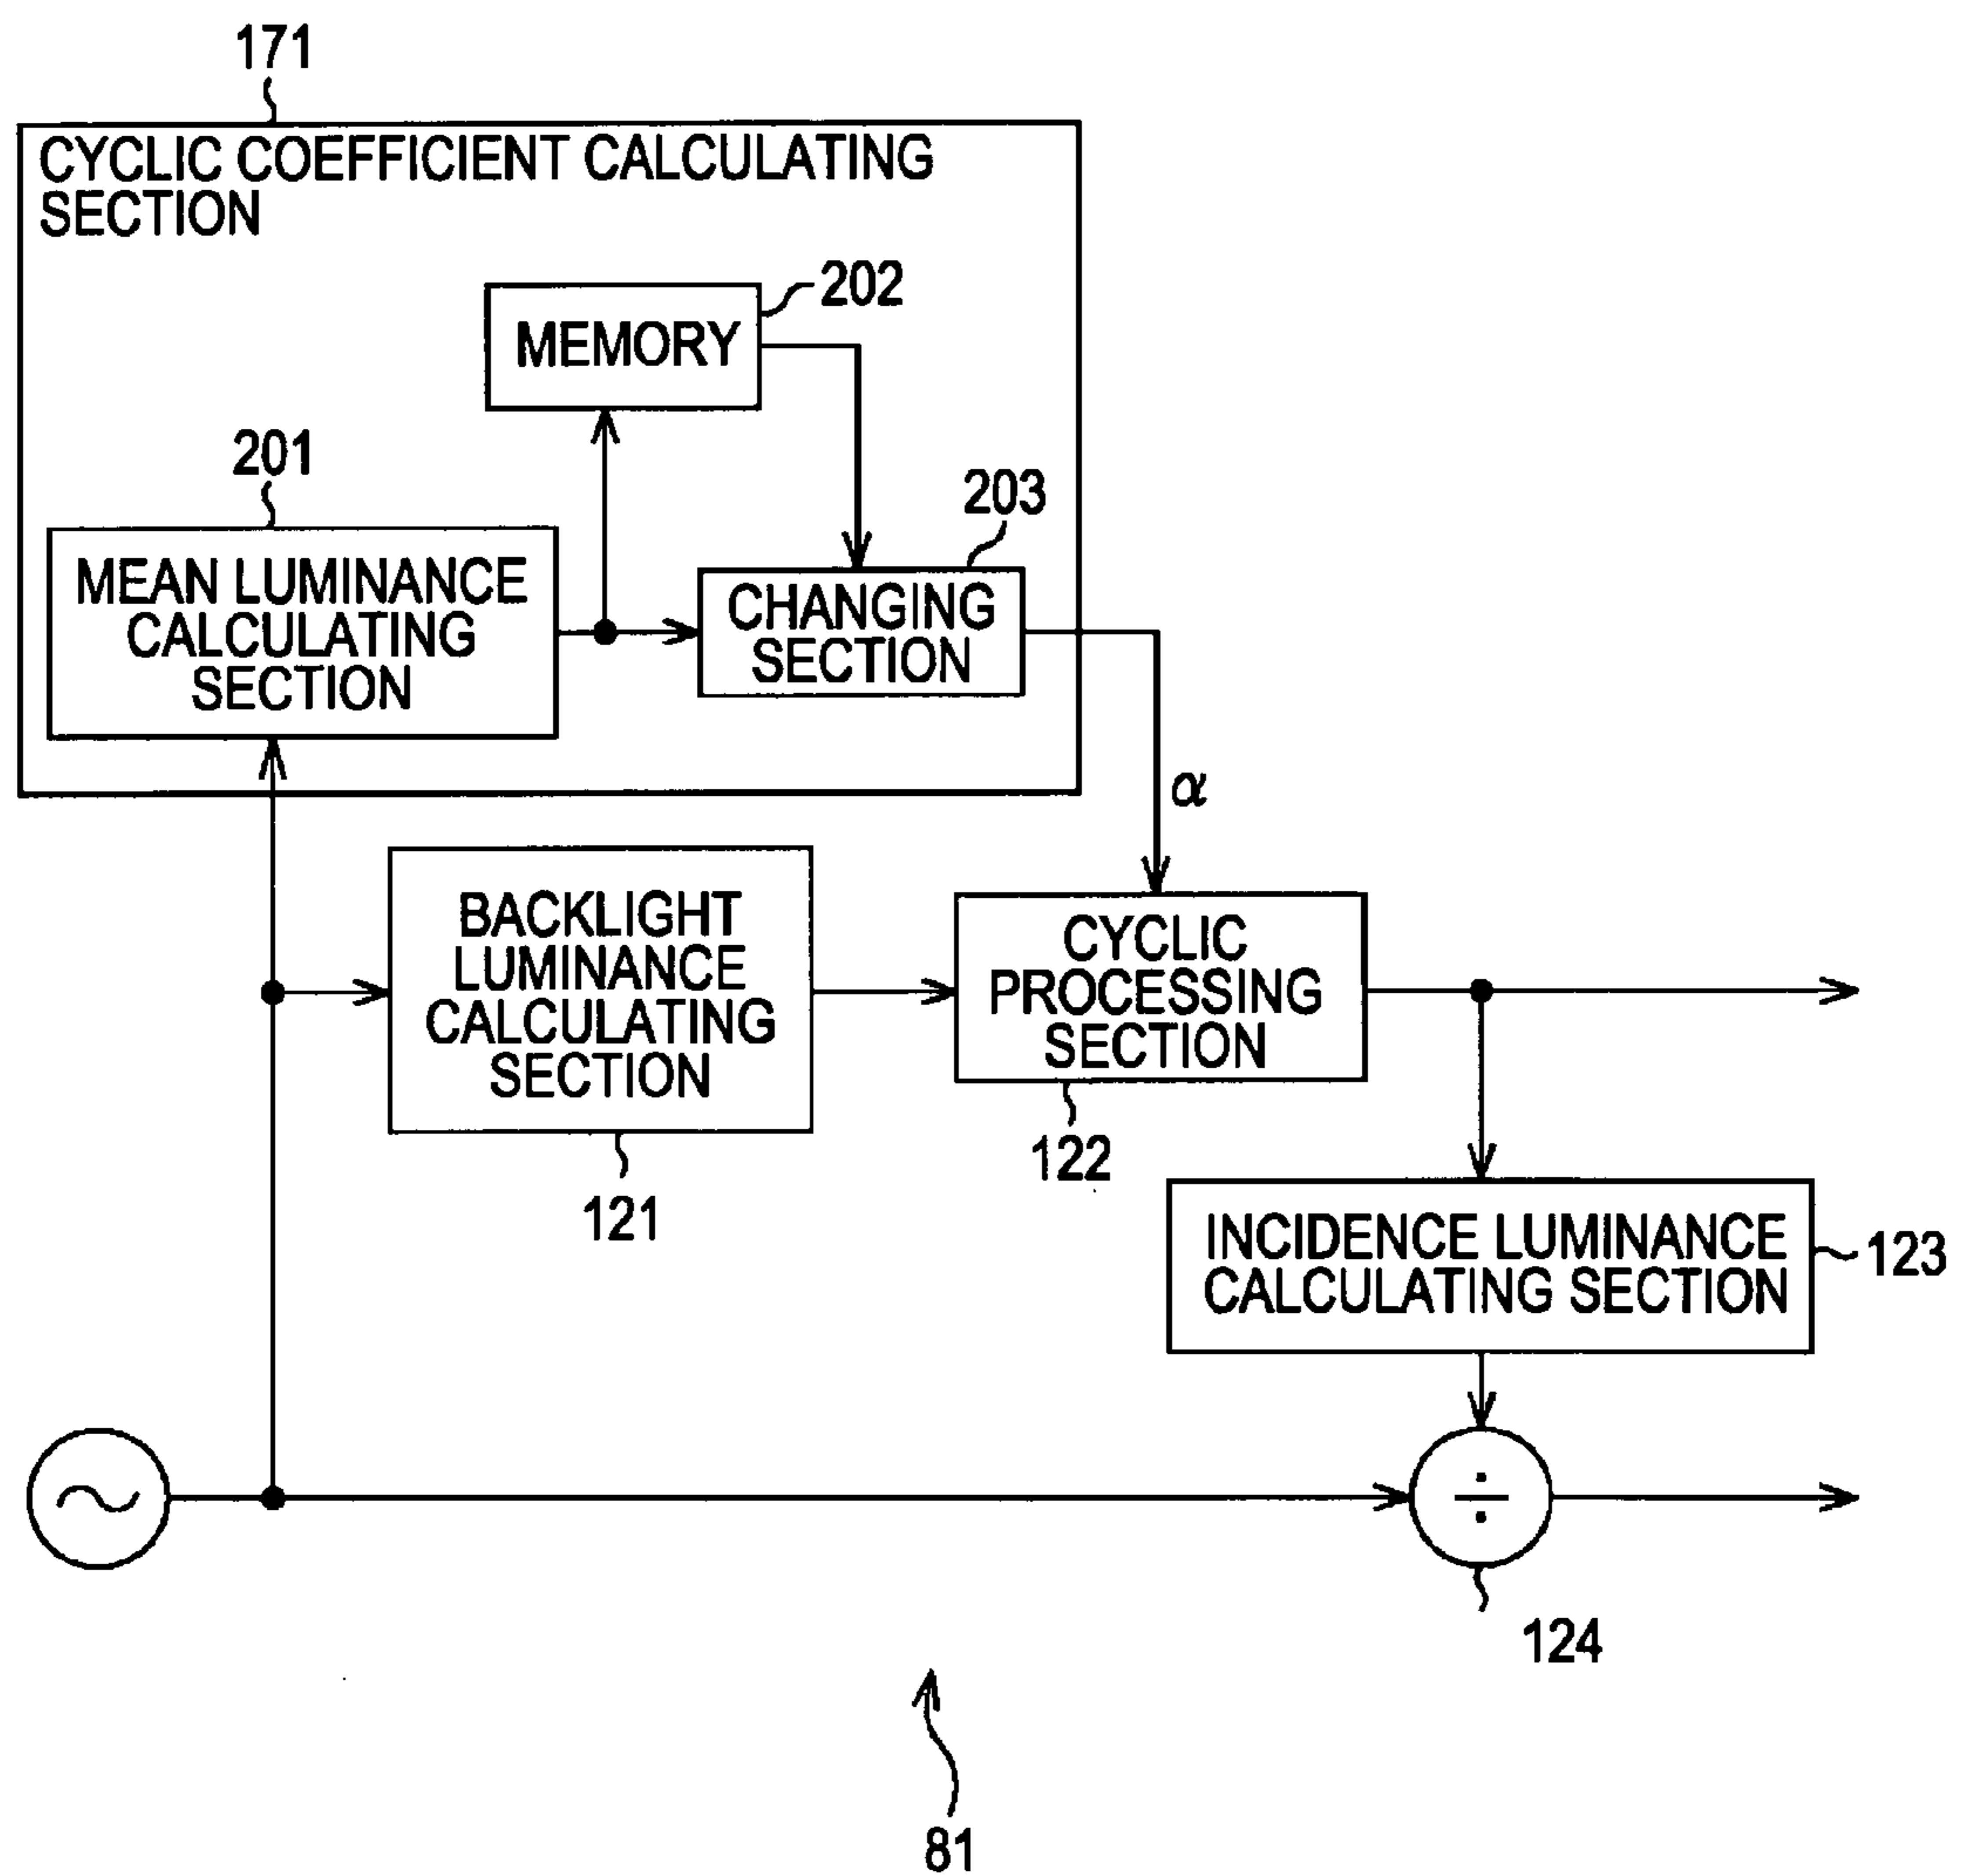 171
CYCLIC COEFFICIENT CALCULATING
SECTION
202
MEMORY
201
203
MEAN LUMINANCE
CALCULATING
SECTION
CHANGING
SECTION
α
BACKLIGHT
LUMINANCE
CALCULATING
SECTION
CYCLIC
PROCESSING
SECTION
122
121
INCIDENCE LUMINANCE
CALCULATING SECTION
123
÷
124
81